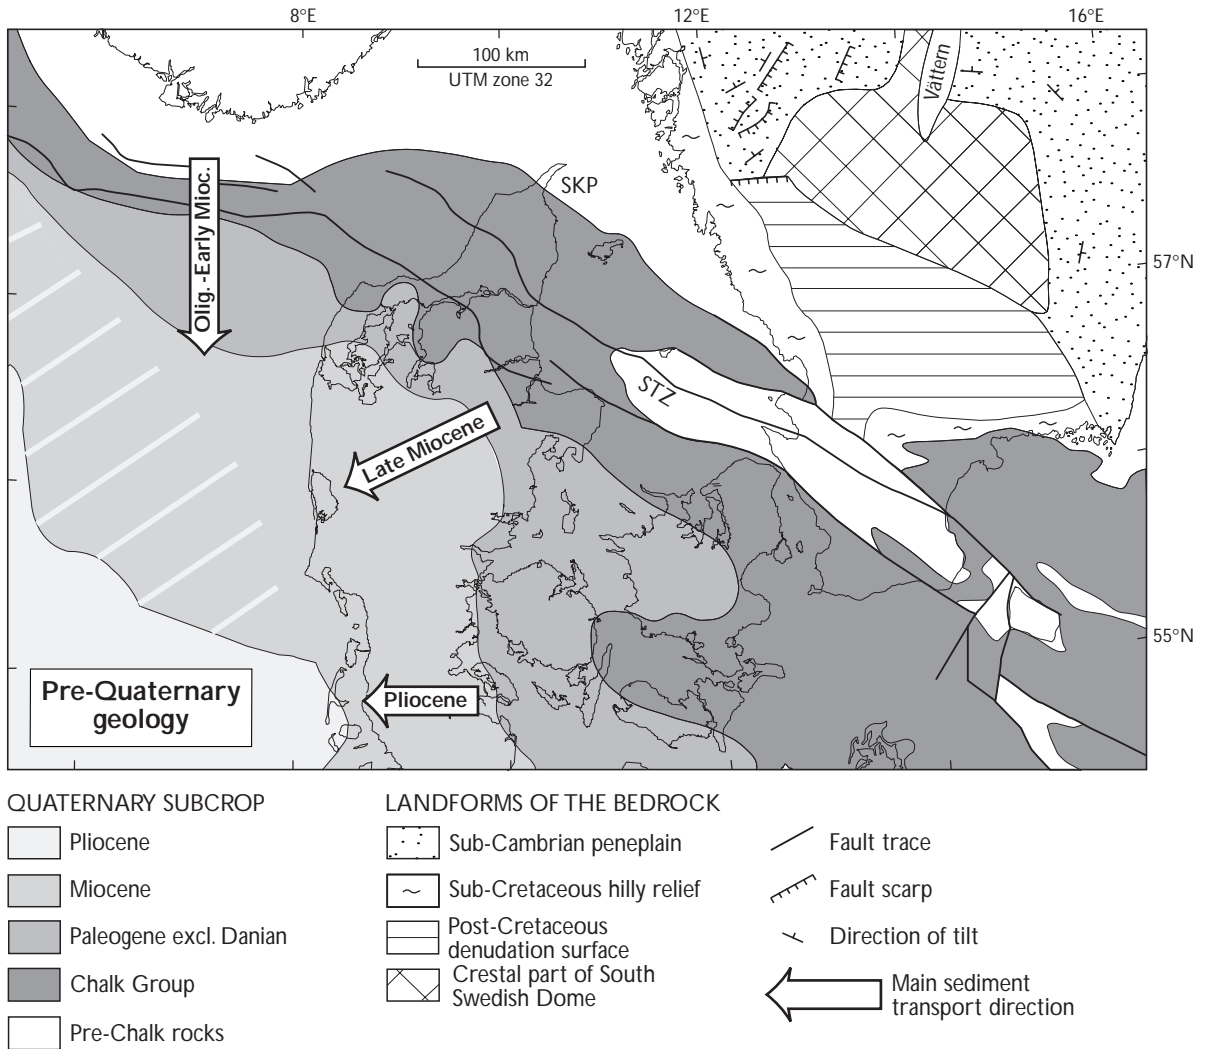 8°E
12°E
16°E
100 km
UTM zone 32
Vättern
SKP
Olig.-Early Mioc.
57°N
STZ
Late Miocene
55°N
Pre-Quaternary
geology
Pliocene
QUATERNARY SUBCROP
Pliocene
Miocene
Paleogene excl. Danian
Chalk Group
Pre-Chalk rocks
LANDFORMS OF THE BEDROCK
Sub-Cambrian peneplain
Sub-Cretaceous hilly relief
Post-Cretaceous
denudation surface
Crestal part of South
Swedish Dome
Fault trace
Fault scarp
Direction of tilt
Main sediment
transport direction